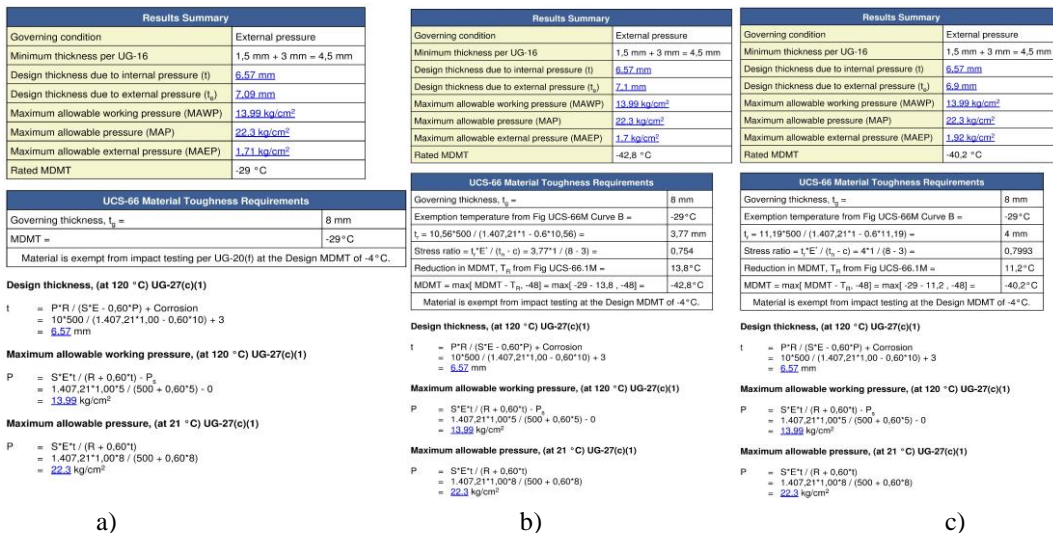 Results Summary
Governing condition External pressure
Minimum thickness per UG-16 1,5 mm + 3 mm = 4,5 mm
Design thickness due to internal pressure (t) 6.57 mm
Design thickness due to external pressure (te) 7,09 mm
Maximum allowable working pressure (MAWP) 13,99 kg/cm²
Maximum allowable pressure (MAP) 22,3 kg/cm²
Maximum allowable external pressure (MAEP) 1,71 kg/cm²
Rated MDMT -29 °C
UCS-66 Material Toughness Requirements
Governing thickness, tg = 8 mm
MDMT = -29°C
Material is exempt from impact testing per UG-20(f) at the Design MDMT of -4°C.
Design thickness, (at 120 °C) UG-27(c)(1)
t = P*R / (S*E - 0,60*P) + Corrosion
= 10*500 / (1.407,21*1,00 - 0,60*10) + 3
= 6,57 mm
Maximum allowable working pressure, (at 120 °C) UG-27(c)(1)
P = S*E*t / (R + 0,60*t) - Ps
= 1.407,21*1,00*5 / (500 + 0,60*5) - 0
= 13,99 kg/cm²
Maximum allowable pressure, (at 21 °C) UG-27(c)(1)
P = S*E*t / (R + 0,60*t)
= 1.407,21*1,00*8 / (500 + 0,60*8)
= 22,3 kg/cm²
a)
Results Summary
Governing condition External pressure
Minimum thickness per UG-16 1,5 mm + 3 mm = 4,5 mm
Design thickness due to internal pressure (t) 6,57 mm
Design thickness due to external pressure (te) 7,1 mm
Maximum allowable working pressure (MAWP) 13,99 kg/cm²
Maximum allowable pressure (MAP) 22,3 kg/cm²
Maximum allowable external pressure (MAEP) 1,7 kg/cm²
Rated MDMT -42,8 °C
UCS-66 Material Toughness Requirements
Governing thickness, tg = 8 mm
Exemption temperature from Fig UCS-66M Curve B = -29°C
tr = 10,56*500 / (1.407,21*1 - 0.6*10,56) = 3,77 mm
Stress ratio = tr*E* / (tn - c) = 3,77*1 / (8 - 3) = 0,754
Reduction in MDMT, TR from Fig UCS-66.1M = 13,8°C
MDMT = max[ MDMT - TR, -48] = max[ -29 - 13,8 , -48] = -42,8°C
Material is exempt from impact testing at the Design MDMT of -4°C.
Design thickness, (at 120 °C) UG-27(c)(1)
t = P*R / (S*E - 0,60*P) + Corrosion
= 10*500 / (1.407,21*1,00 - 0,60*10) + 3
= 6,57 mm
Maximum allowable working pressure, (at 120 °C) UG-27(c)(1)
P = S*E*t / (R + 0,60*t) - Ps
= 1.407,21*1,00*5 / (500 + 0,60*5) - 0
= 13,99 kg/cm²
Maximum allowable pressure, (at 21 °C) UG-27(c)(1)
P = S*E*t / (R + 0,60*t)
= 1.407,21*1,00*8 / (500 + 0,60*8)
= 22,3 kg/cm²
b)
Results Summary
Governing condition External pressure
Minimum thickness per UG-16 1,5 mm + 3 mm = 4,5 mm
Design thickness due to internal pressure (t) 6,57 mm
Design thickness due to external pressure (te) 6,9 mm
Maximum allowable working pressure (MAWP) 13,99 kg/cm²
Maximum allowable pressure (MAP) 22,3 kg/cm²
Maximum allowable external pressure (MAEP) 1,92 kg/cm²
Rated MDMT -40,2 °C
UCS-66 Material Toughness Requirements
Governing thickness, tg = 8 mm
Exemption temperature from Fig UCS-66M Curve B = -29°C
tr = 11,19*500 / (1.407,21*1 - 0.6*11,19) = 4 mm
Stress ratio = tr*E* / (tn - c) = 4*1 / (8 - 3) = 0,7993
Reduction in MDMT, TR from Fig UCS-66.1M = 11,2°C
MDMT = max[ MDMT - TR, -48] = max[ -29 - 11,2 , -48] = -40,2°C
Material is exempt from impact testing at the Design MDMT of -4°C.
Design thickness, (at 120 °C) UG-27(c)(1)
t = P*R / (S*E - 0,60*P) + Corrosion
= 10*500 / (1.407,21*1,00 - 0,60*10) + 3
= 6,57 mm
Maximum allowable working pressure, (at 120 °C) UG-27(c)(1)
P = S*E*t / (R + 0,60*t) - Ps
= 1.407,21*1,00*5 / (500 + 0,60*5) - 0
= 13,99 kg/cm²
Maximum allowable pressure, (at 21 °C) UG-27(c)(1)
P = S*E*t / (R + 0,60*t)
= 1.407,21*1,00*8 / (500 + 0,60*8)
= 22,3 kg/cm²
c)